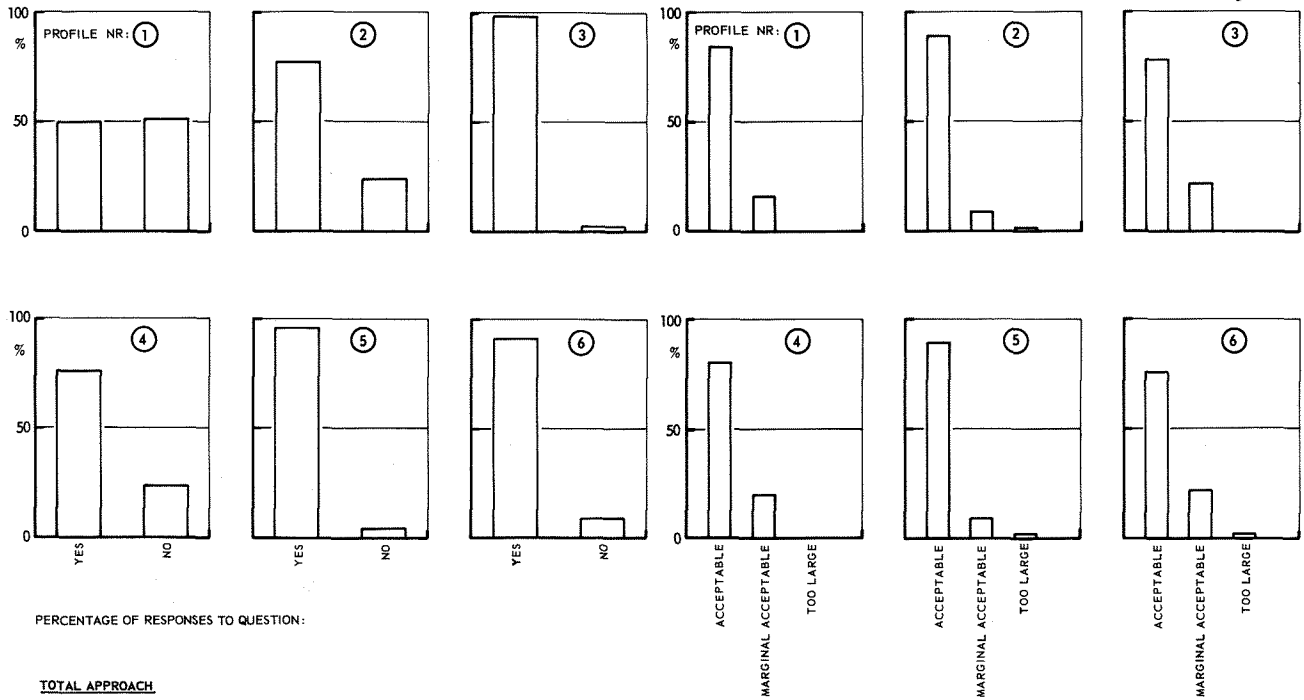 100
%
50
0
PROFILE NR: 1
2
3
100
%
50
0
PROFILE NR: 1
2
3
100
%
50
0
4
5
6
YES
NO
YES
NO
YES
NO
100
%
50
0
4
5
6
ACCEPTABLE
MARGINAL ACCEPTABLE
TOO LARGE
ACCEPTABLE
MARGINAL ACCEPTABLE
TOO LARGE
ACCEPTABLE
MARGINAL ACCEPTABLE
TOO LARGE
PERCENTAGE OF RESPONSES TO QUESTION:
TOTAL APPROACH